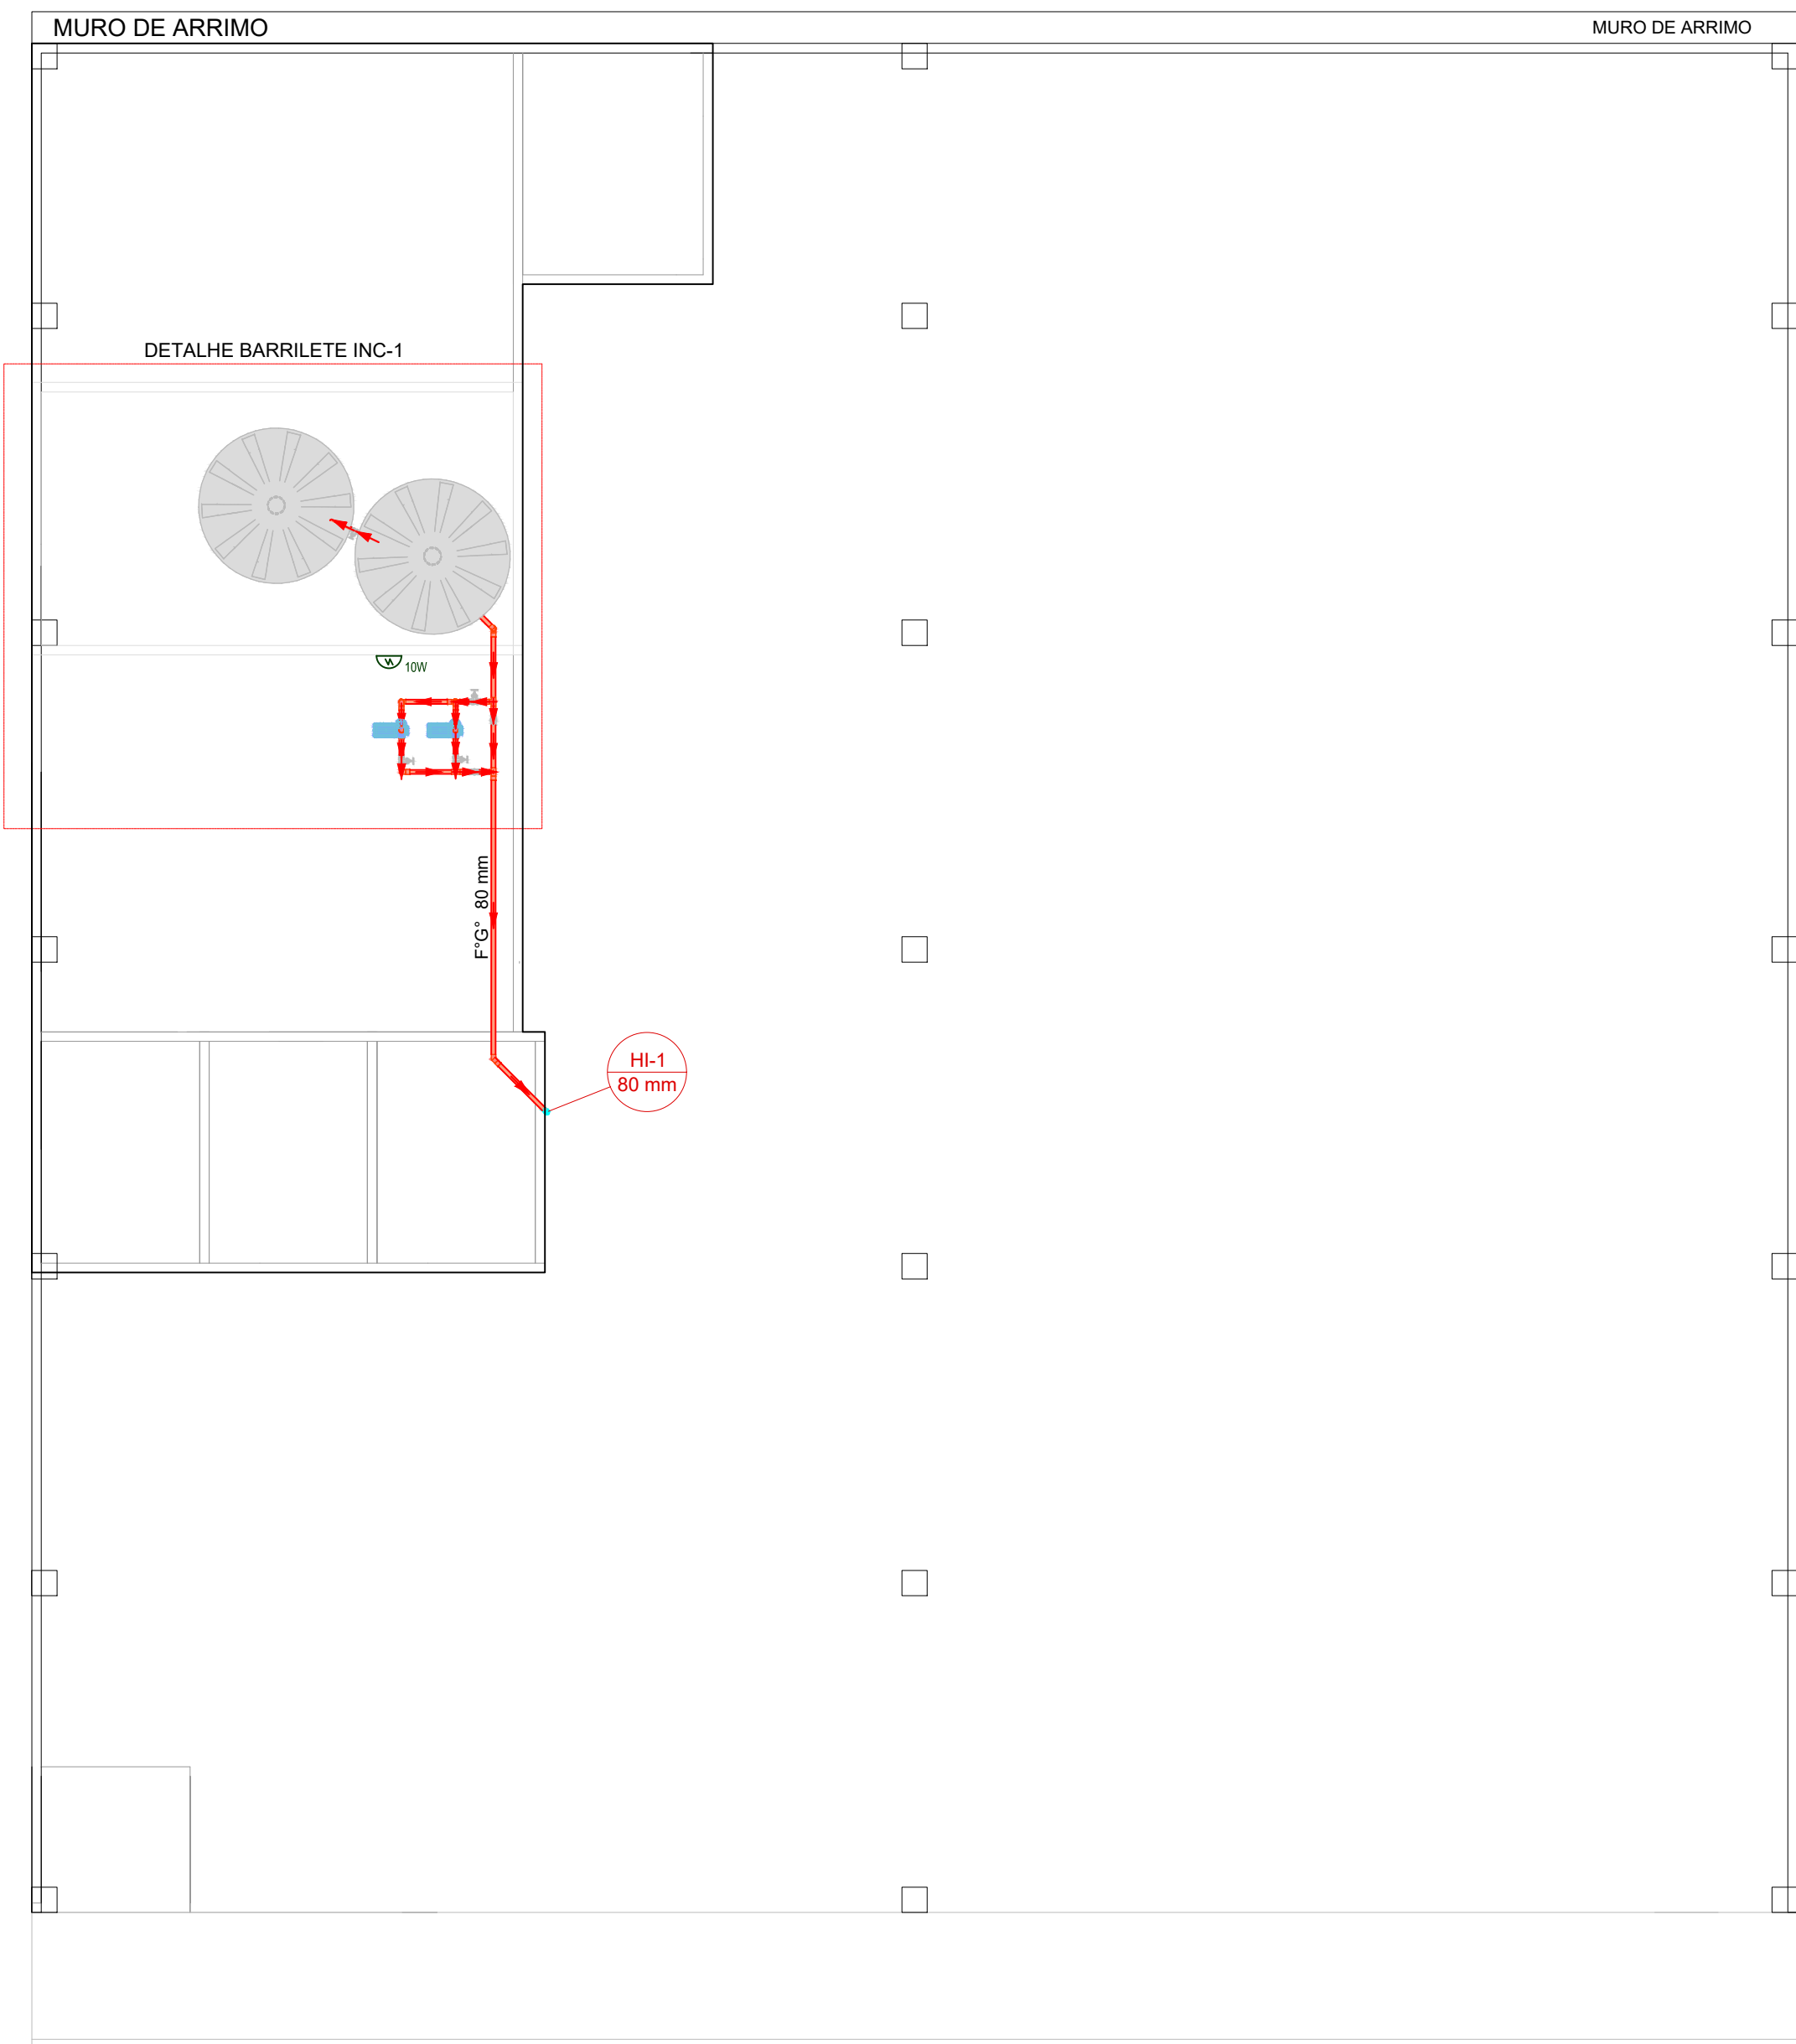 MURO DE ARRIMO
MURO DE ARRIMO
DETALHE BARRILETE INC-1
10W
F°G° 80 mm
HI-1
80 mm